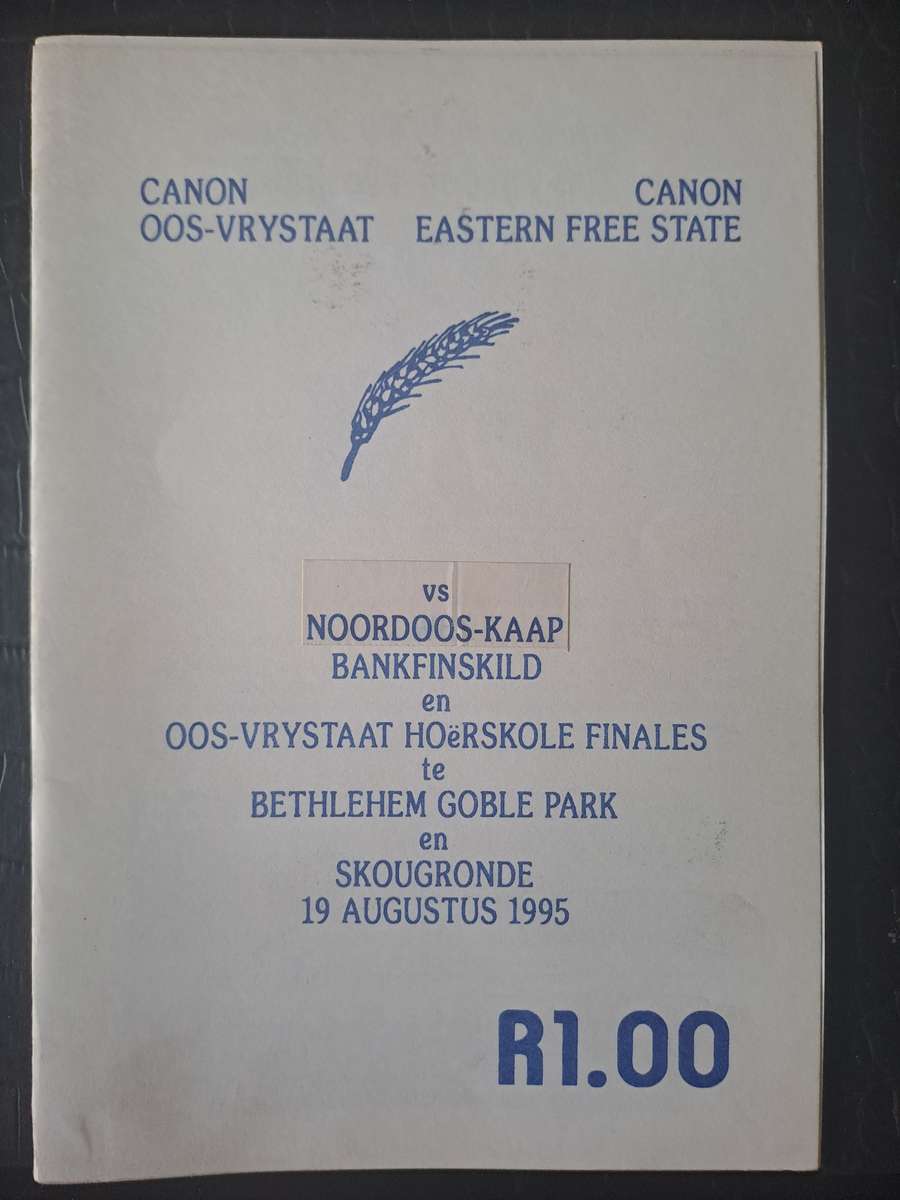 CANON CANON
OOS-VRYSTAAT EASTERN FREE STATE
vs
NOORDOOS-KAAP
BANKFINSKILD
en
OOS-VRYSTAAT HOëRSKOLE FINALES
te
BETHLEHEM GOBLE PARK
en
SKOUGRONDE
19 AUGUSTUS 1995
R1.00